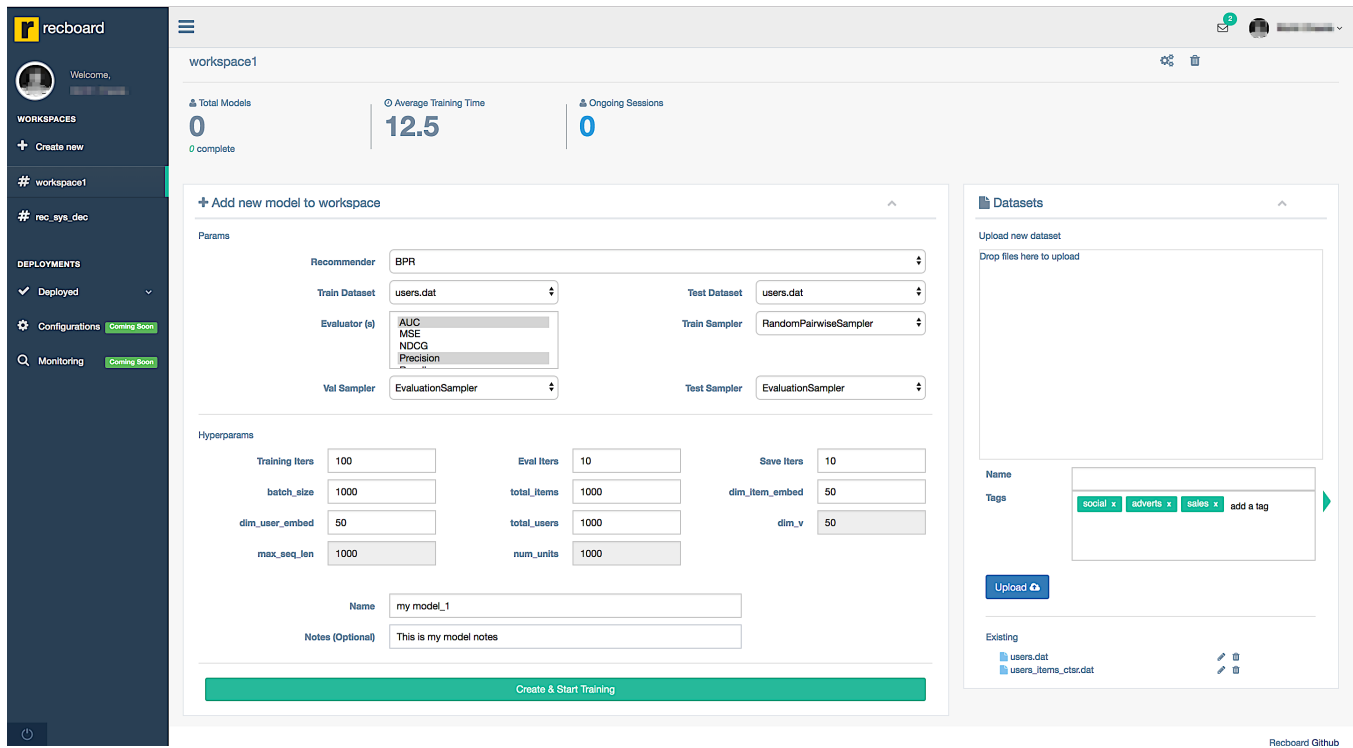 recboard
2
Welcome,
WORKSPACES
Create new
workspace1
rec_sys_dec
DEPLOYMENTS
Deployed
Configurations Coming Soon
Monitoring Coming Soon
workspace1
Total Models
0
0 complete
Average Training Time
12.5
Ongoing Sessions
0
Add new model to workspace
Params
Recommender BPR
Train Dataset users.dat Test Dataset users.dat
Evaluator (s) AUC
MSE
NDCG
Precision
Train Sampler RandomPairwiseSampler
Val Sampler EvaluationSampler Test Sampler EvaluationSampler
Hyperparams
Training Iters 100 Eval Iters 10 Save Iters 10
batch_size 1000 total_items 1000 dim_item_embed 50
dim_user_embed 50 total_users 1000 dim_v 50
max_seq_len 1000 num_units 1000
Name my model_1
Notes (Optional) This is my model notes
Create & Start Training
Datasets
Upload new dataset
Drop files here to upload
Name
Tags social x adverts x sales x add a tag
Upload
Existing
users.dat
users_items_ctsr.dat
Recboard Github